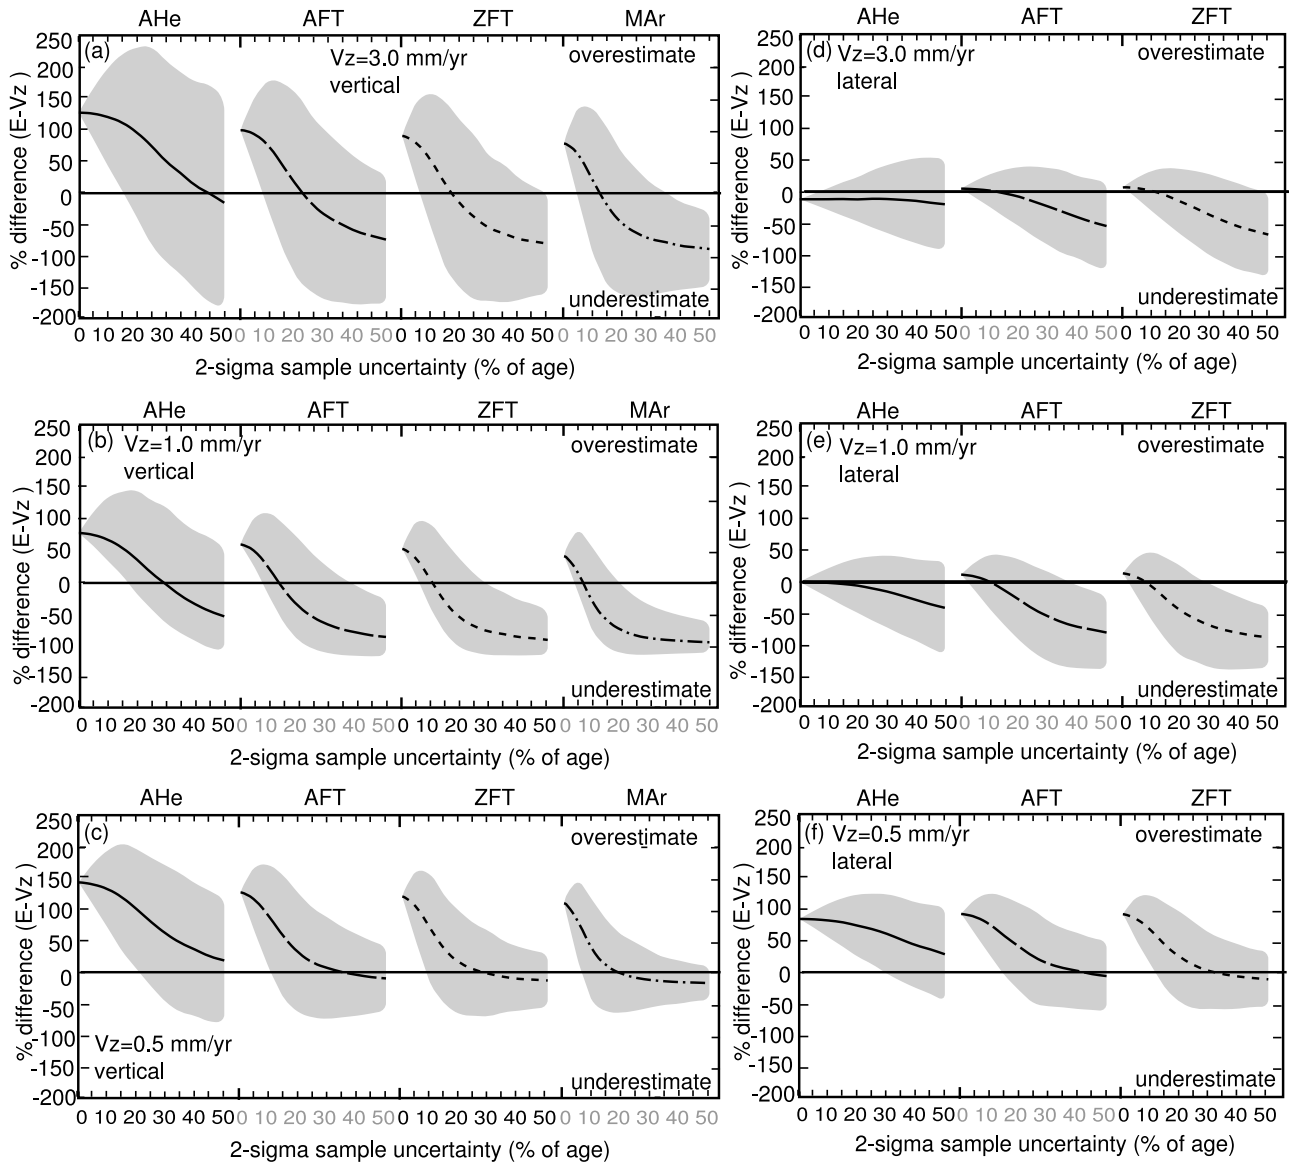 AHe AFT ZFT MAr
(a) Vz=3.0 mm/yr overestimate
vertical
250
200
150
100
50
0
-50
-100
-150
-200
% difference (E-Vz )
underestimate
0 10 20 30 40 50 10 20 30 40 0 10 20 30 40 50 10 20 30 40 50
2-sigma sample uncertainty (% of age)
AHe AFT ZFT MAr
(b) Vz=1.0 mm/yr overestimate
vertical
250
200
150
100
50
0
-50
-100
-150
-200
% difference (E-Vz )
underestimate
0 10 20 30 40 50 10 20 30 40 0 10 20 30 40 50 10 20 30 40 50
2-sigma sample uncertainty (% of age)
AHe AFT ZFT MAr
(c) overestimate
250
200
150
100
50
0
-50
-100
-150
-200
% difference (E-Vz )
Vz=0.5 mm/yr
vertical
underestimate
0 10 20 30 40 50 10 20 30 40 0 10 20 30 40 50 10 20 30 40 50
2-sigma sample uncertainty (% of age)
AHe AFT ZFT
(d) Vz=3.0 mm/yr overestimate
lateral
250
200
150
100
50
0
-50
-100
-150
-200
% difference (E-Vz )
underestimate
0 10 20 30 40 50 0 10 20 30 40 0 10 20 30 40 50
2-sigma sample uncertainty (% of age)
AHe AFT ZFT
(e) Vz=1.0 mm/yr overestimate
lateral
250
200
150
100
50
0
-50
-100
-150
-200
% difference (E-Vz )
underestimate
0 10 20 30 40 50 0 10 20 30 40 0 10 20 30 40 50
2-sigma sample uncertainty (% of age)
AHe AFT ZFT
(f) Vz=0.5 mm/yr overestimate
lateral
250
200
150
100
50
0
-50
-100
-150
-200
% difference (E-Vz )
underestimate
0 10 20 30 40 50 0 10 20 30 40 0 10 20 30 40 50
2-sigma sample uncertainty (% of age)